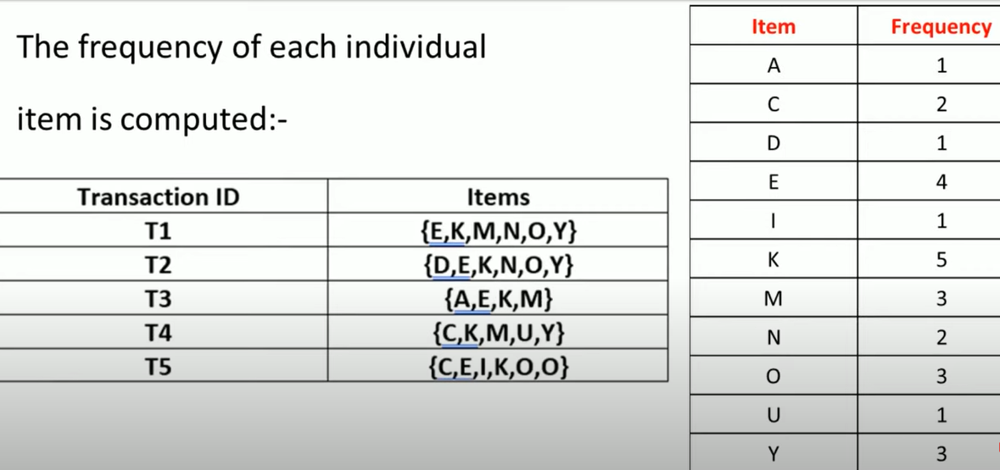 The frequency of each individual
item is computed:-
Transaction ID Items
T1 {E,K,M,N,O,Y}
T2 {D,E,K,N,O,Y}
T3 {A,E,K,M}
T4 {C,K,M,U,Y}
T5 {C,E,I,K,O,O}
Item Frequency
A 1
C 2
D 1
E 4
I 1
K 5
M 3
N 2
O 3
U 1
Y 3